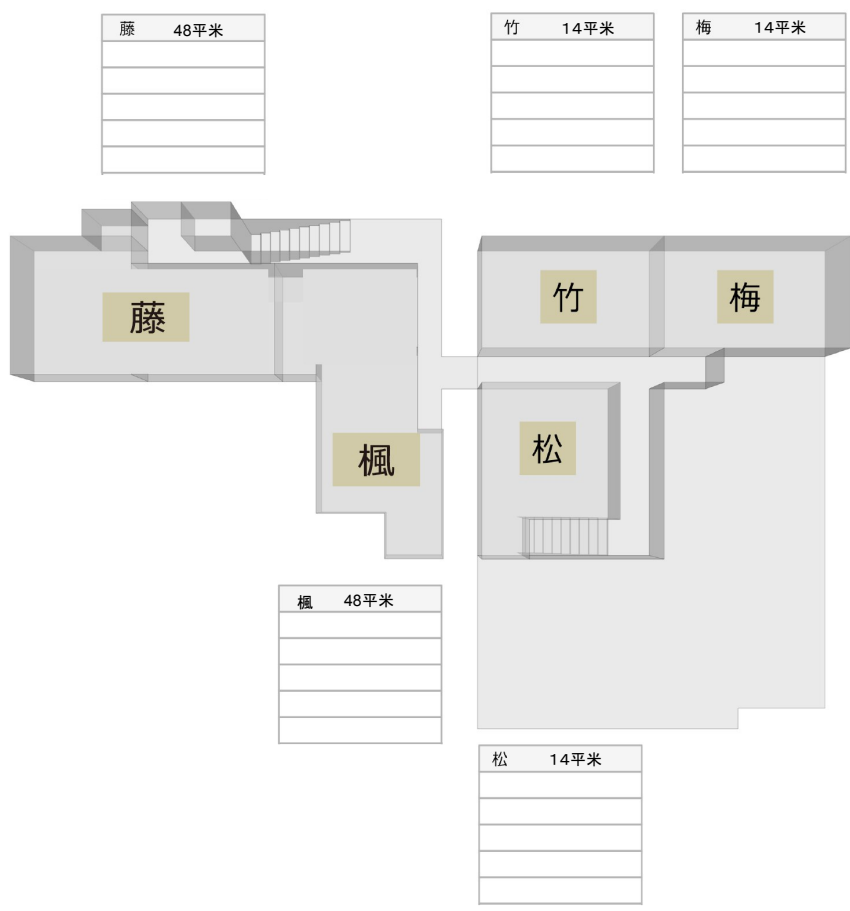 藤 48平米
竹 14平米
梅 14平米
藤
竹
梅
楓
松
楓 48平米
松 14平米